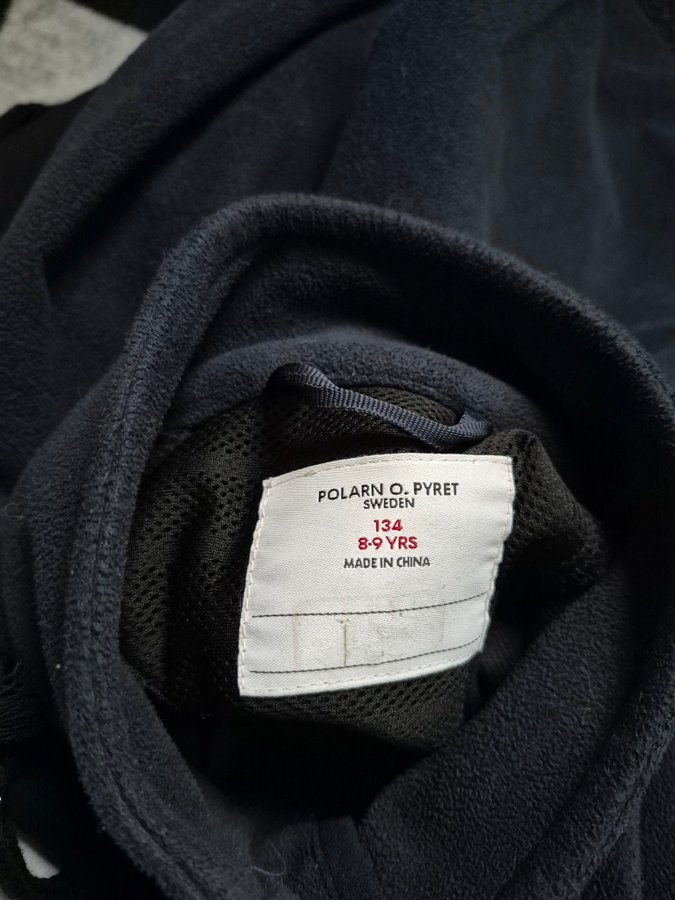 POLARN O. PYRET
SWEDEN
134
8-9 YRS
MADE IN CHINA